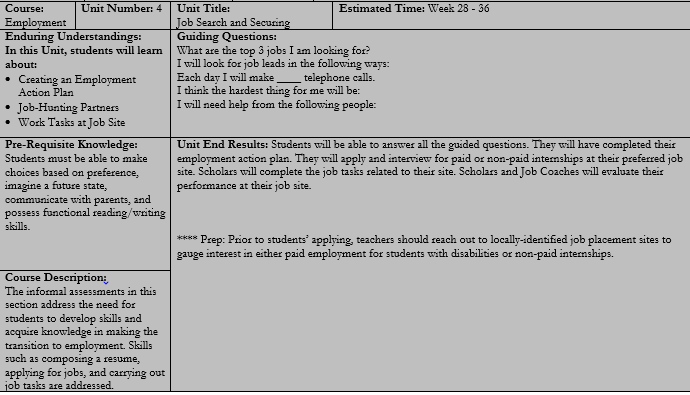 Course:
Employment
Unit Number: 4
Unit Title:
Job Search and Securing
Estimated Time: Week 28 - 36
Enduring Understandings:
In this Unit, students will learn
about:
• Creating an Employment
Action Plan
• Job-Hunting Partners
• Work Tasks at Job Site
Guiding Questions:
What are the top 3 jobs I am looking for?
I will look for job leads in the following ways:
Each day I will make ____ telephone calls.
I think the hardest thing for me will be:
I will need help from the following people:
Pre-Requisite Knowledge:
Students must be able to make
choices based on preference,
imagine a future state,
communicate with parents, and
possess functional reading/writing
skills.
Unit End Results: Students will be able to answer all the guided questions. They will have completed their
employment action plan. They will apply and interview for paid or non-paid internships at their preferred job
site. Scholars will complete the job tasks related to their site. Scholars and Job Coaches will evaluate their
performance at their job site.
**** Prep: Prior to students' applying, teachers should reach out to locally-identified job placement sites to
gauge interest in either paid employment for students with disabilities or non-paid internships.
Course Description:
The informal assessments in this
section address the need for
students to develop skills and
acquire knowledge in making the
transition to employment. Skills
such as composing a resume,
applying for jobs, and carrying out
job tasks are addressed.